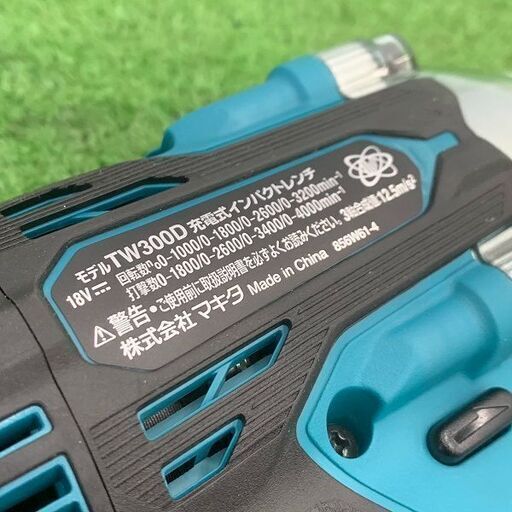 モデルTW300D 充電式インパクトレンチ
18V⎓ 回転数n₀0-1000/0-1800/0-2600/0-3200min⁻¹
打撃数0-1800/0-2600/0-3400/0-4000min⁻¹
⚠警告・ご使用前に取扱説明書を必ずよくお読みください。3軸合成値12.5m/s²
株式会社マキタ Made in China 856W61-4